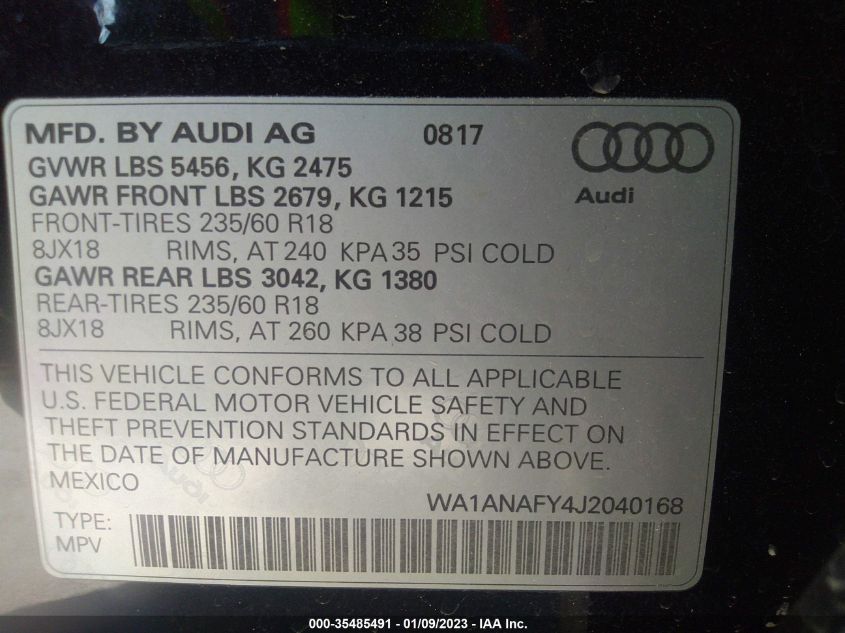 MFD. BY AUDI AG 0817
GVWR LBS 5456, KG 2475
GAWR FRONT LBS 2679, KG 1215
Audi
FRONT-TIRES 235/60 R18
8JX18 RIMS, AT 240 KPA 35 PSI COLD
GAWR REAR LBS 3042, KG 1380
REAR-TIRES 235/60 R18
8JX18 RIMS, AT 260 KPA 38 PSI COLD
THIS VEHICLE CONFORMS TO ALL APPLICABLE
U.S. FEDERAL MOTOR VEHICLE SAFETY AND
THEFT PREVENTION STANDARDS IN EFFECT ON
THE DATE OF MANUFACTURE SHOWN ABOVE.
MEXICO
WA1ANAFY4J2040168
TYPE:
MPV
000-35485491 - 01/09/2023 - IAA Inc.